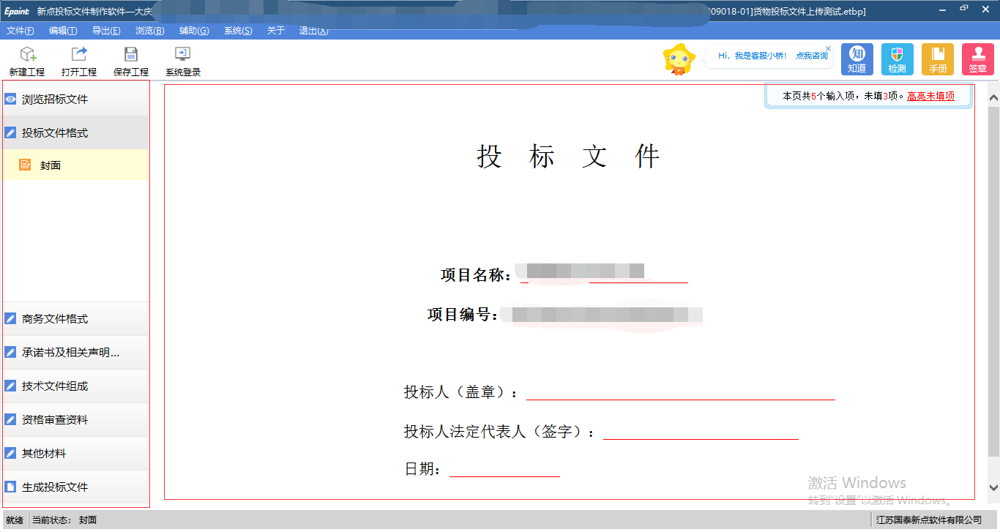 Epoint 新点投标文件制作软件—大庆 009018-01]货物投标文件上传测试.etbp]
文件(F) 编辑(T) 导出(E) 浏览(B) 辅助(G) 系统(S) 关于 退出(X)
新建工程 打开工程 保存工程 系统登录
Hi，我是客服小桥！ 点我咨询
知 知道 检测 手册 签章
浏览招标文件
投标文件格式
封面
商务文件格式
承诺书及相关声明...
技术文件组成
资格审查资料
其他材料
生成投标文件
本页共5个输入项，未填3项。高亮未填项
投 标 文 件
项目名称：
项目编号：
投标人（盖章）：
投标人法定代表人（签字）：
日期：
激活 Windows
转到“设置”以激活 Windows。
就绪 当前状态： 封面 江苏国泰新点软件有限公司